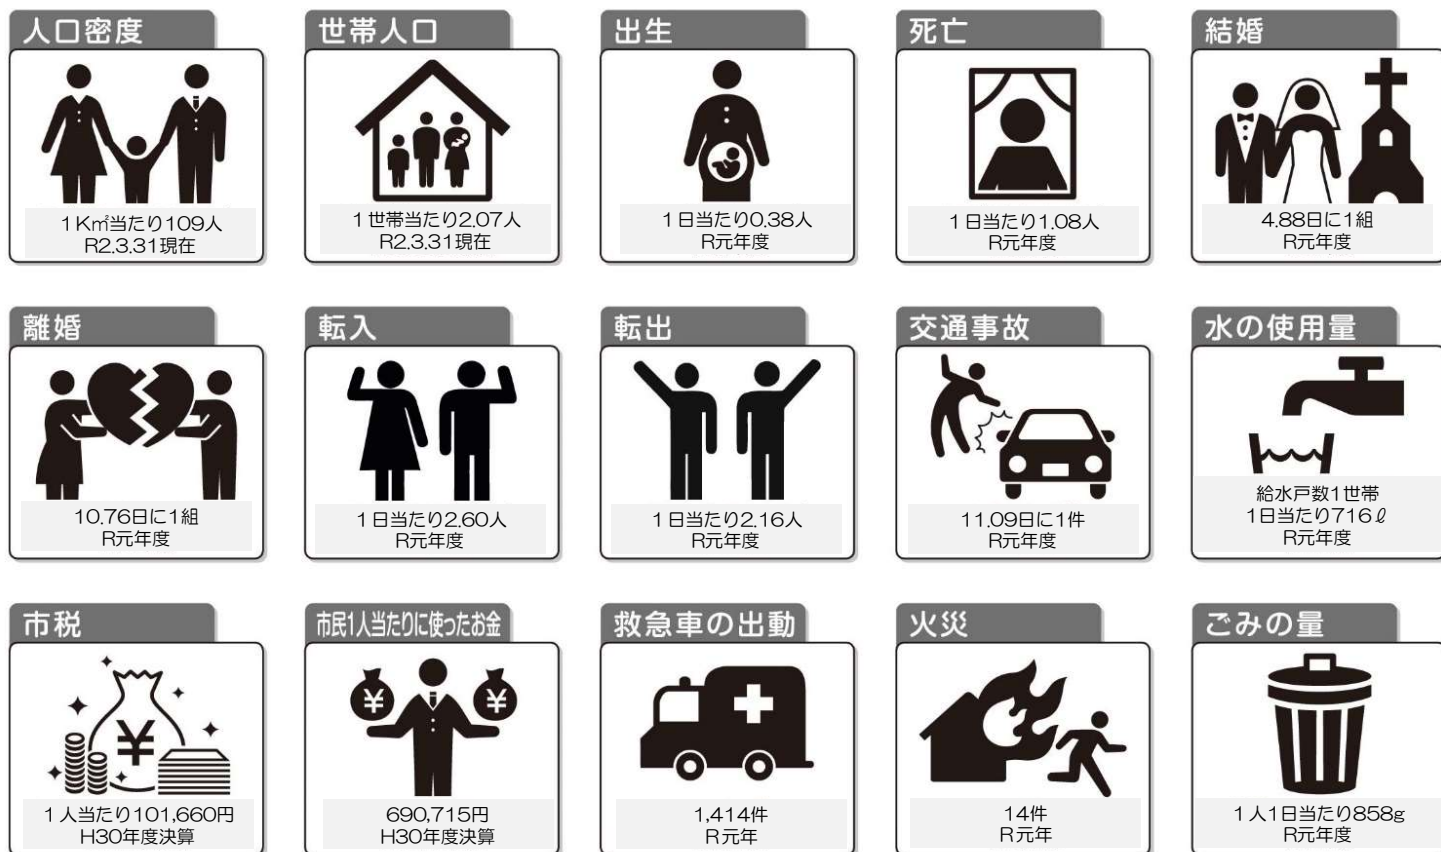 人口密度
1K㎡当たり109人
R2.3.31現在
世帯人口
1世帯当たり2.07人
R2.3.31現在
出生
1日当たり0.38人
R元年度
死亡
1日当たり1.08人
R元年度
結婚
4.88日に1組
R元年度
離婚
10.76日に1組
R元年度
転入
1日当たり2.60人
R元年度
転出
1日当たり2.16人
R元年度
交通事故
11.09日に1件
R元年度
水の使用量
給水戸数1世帯
1日当たり716ℓ
R元年度
市税
¥
1人当たり101,660円
H30年度決算
市民1人当たりに使ったお金
¥ ¥
690,715円
H30年度決算
救急車の出動
1,414件
R元年
火災
14件
R元年
ごみの量
1人1日当たり858g
R元年度